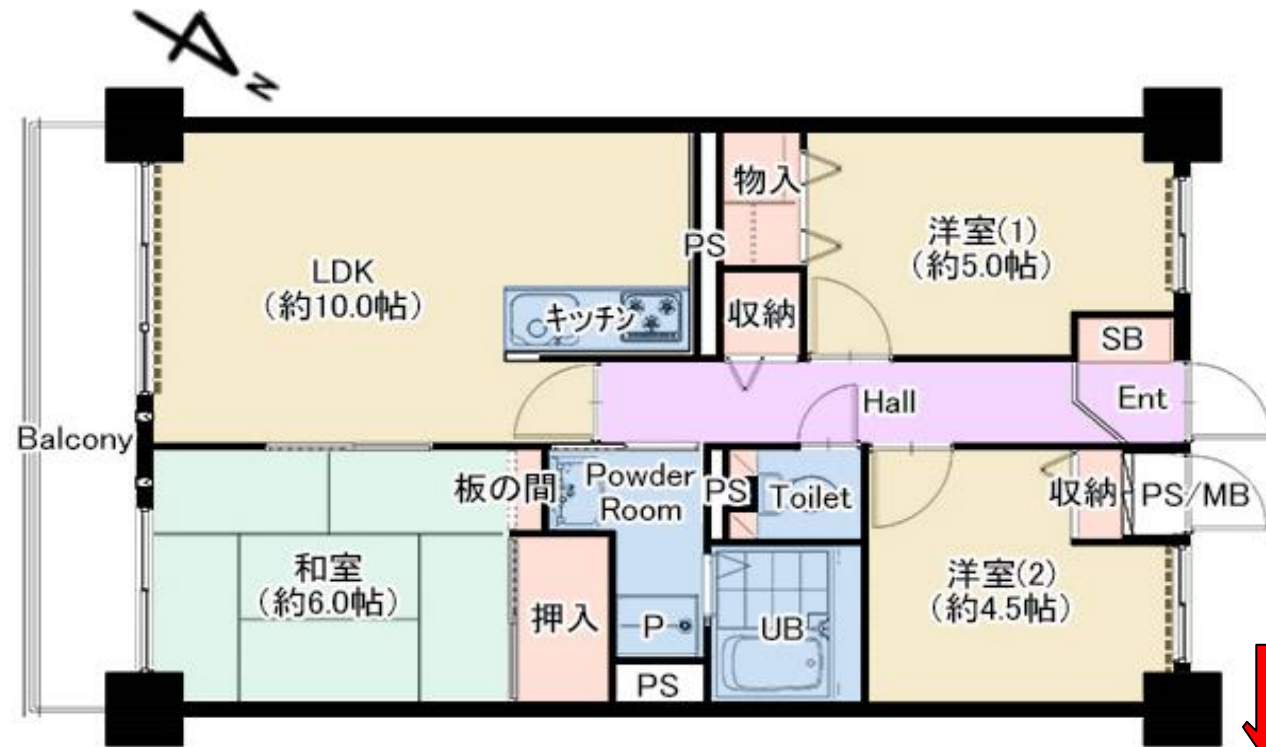 N
物入
洋室(1)
(約5.0帖)
PS
LDK
(約10.0帖)
キッチン
収納
SB
Hall
Ent
Balcony
板の間
Powder
Room
PS
Toilet
収納
PS/MB
和室
(約6.0帖)
洋室(2)
(約4.5帖)
押入
P
UB
PS